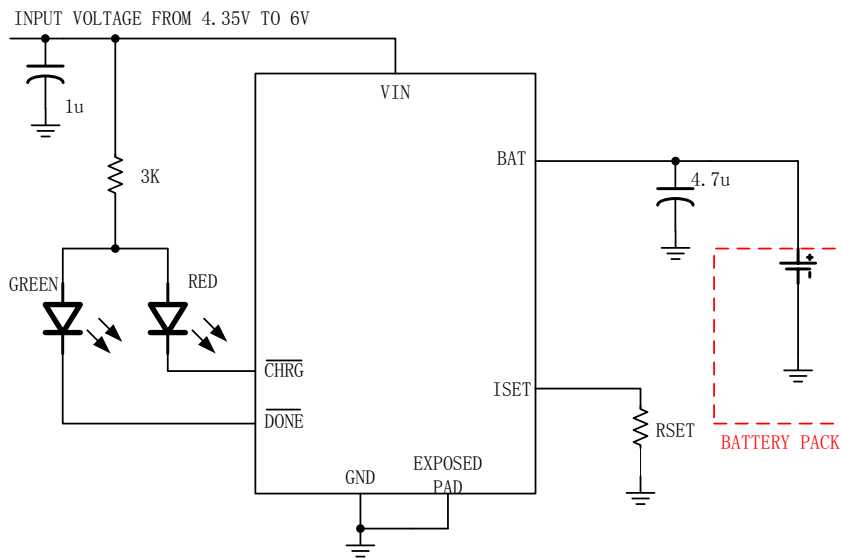 INPUT VOLTAGE FROM 4.35V TO 6V
1u
VIN
3K
BAT
4.7u
GREEN
RED
CHRG
DONE
ISET
RSET
BATTERY PACK
GND
EXPOSED
PAD